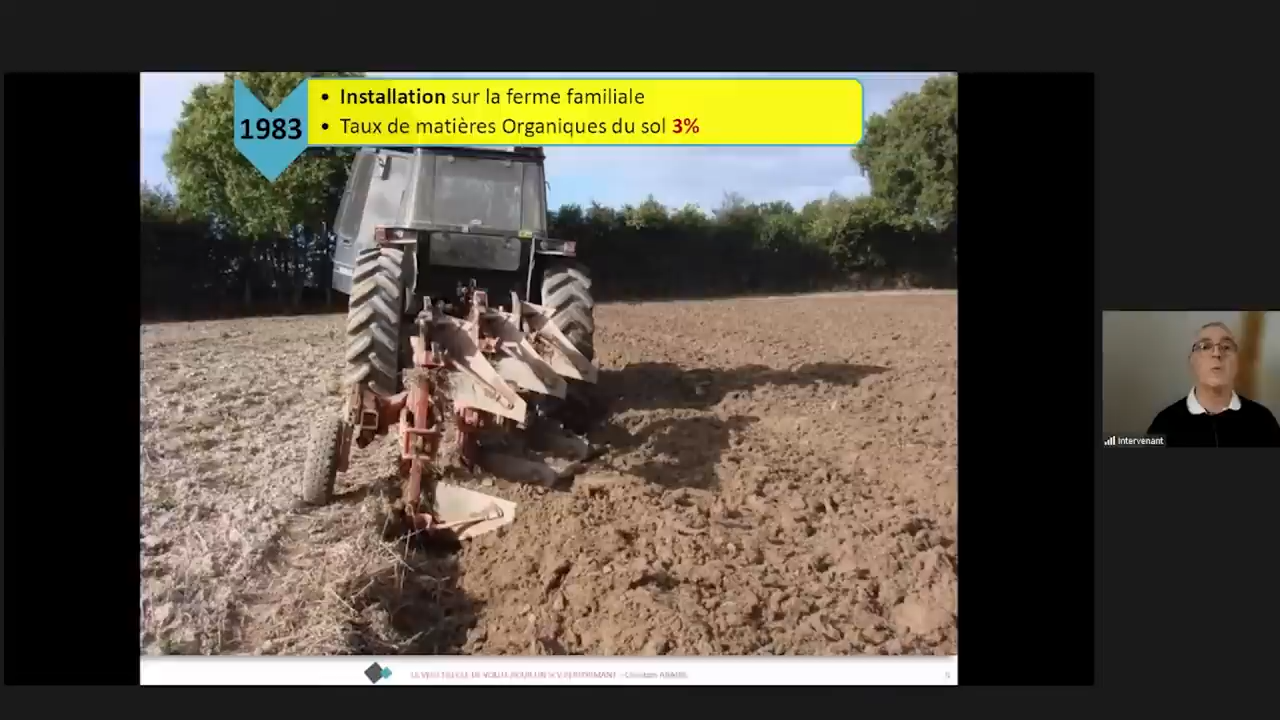 1983
• Installation sur la ferme familiale
• Taux de matières Organiques du sol 3%
Intervenant